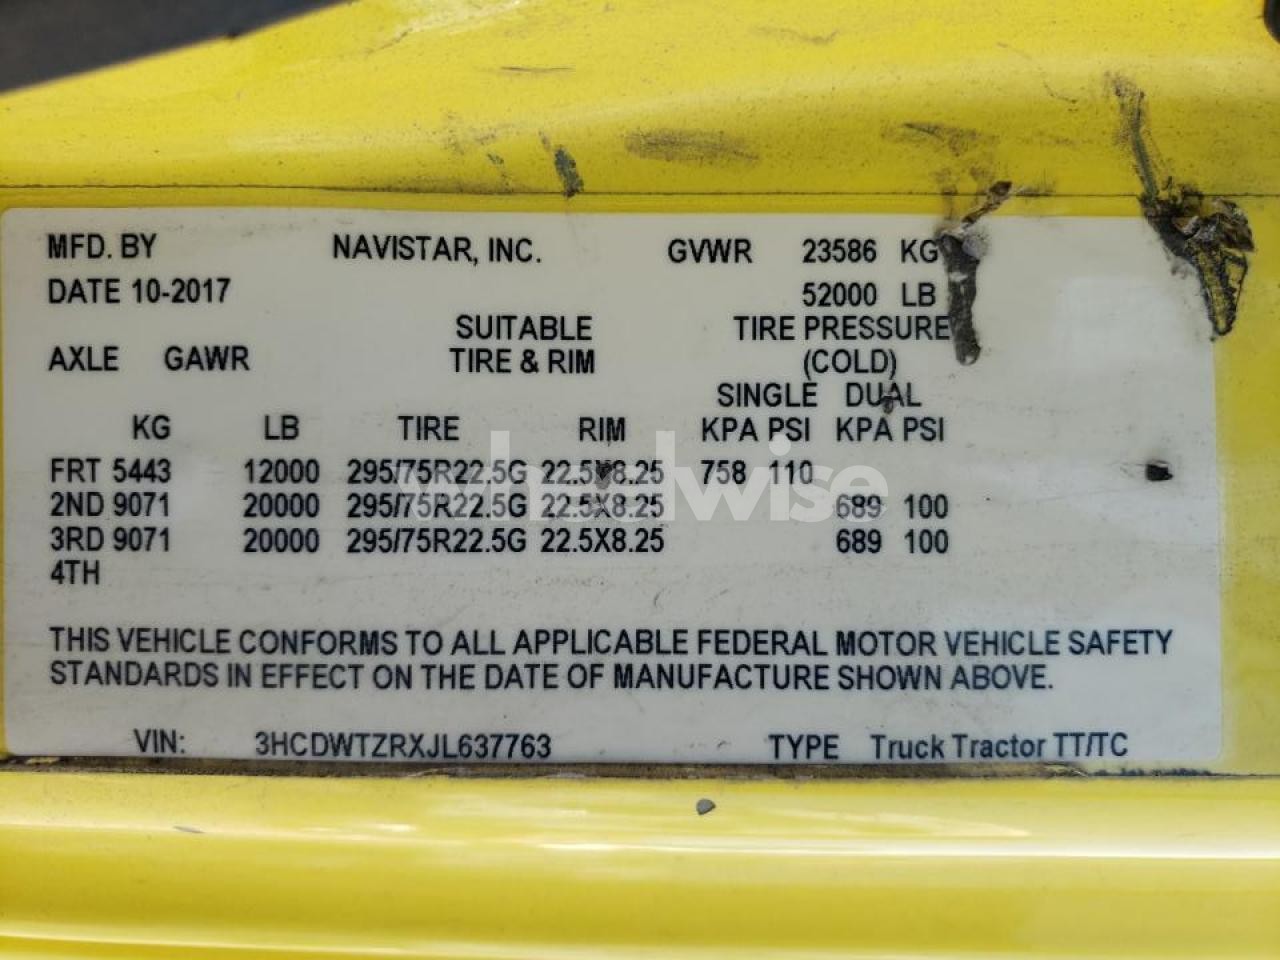 MFD. BY NAVISTAR, INC. GVWR 23586 KG
DATE 10-2017 52000 LB
SUITABLE TIRE PRESSURE
AXLE GAWR TIRE & RIM (COLD)
SINGLE DUAL
KG LB TIRE RIM KPA PSI KPA PSI
FRT 5443 12000 295/75R22.5G 22.5X8.25 758 110
2ND 9071 20000 295/75R22.5G 22.5X8.25 689 100
3RD 9071 20000 295/75R22.5G 22.5X8.25 689 100
4TH
wheelwise
THIS VEHICLE CONFORMS TO ALL APPLICABLE FEDERAL MOTOR VEHICLE SAFETY
STANDARDS IN EFFECT ON THE DATE OF MANUFACTURE SHOWN ABOVE.
VIN: 3HCDWTZRXJL637763 TYPE Truck Tractor TT/TC